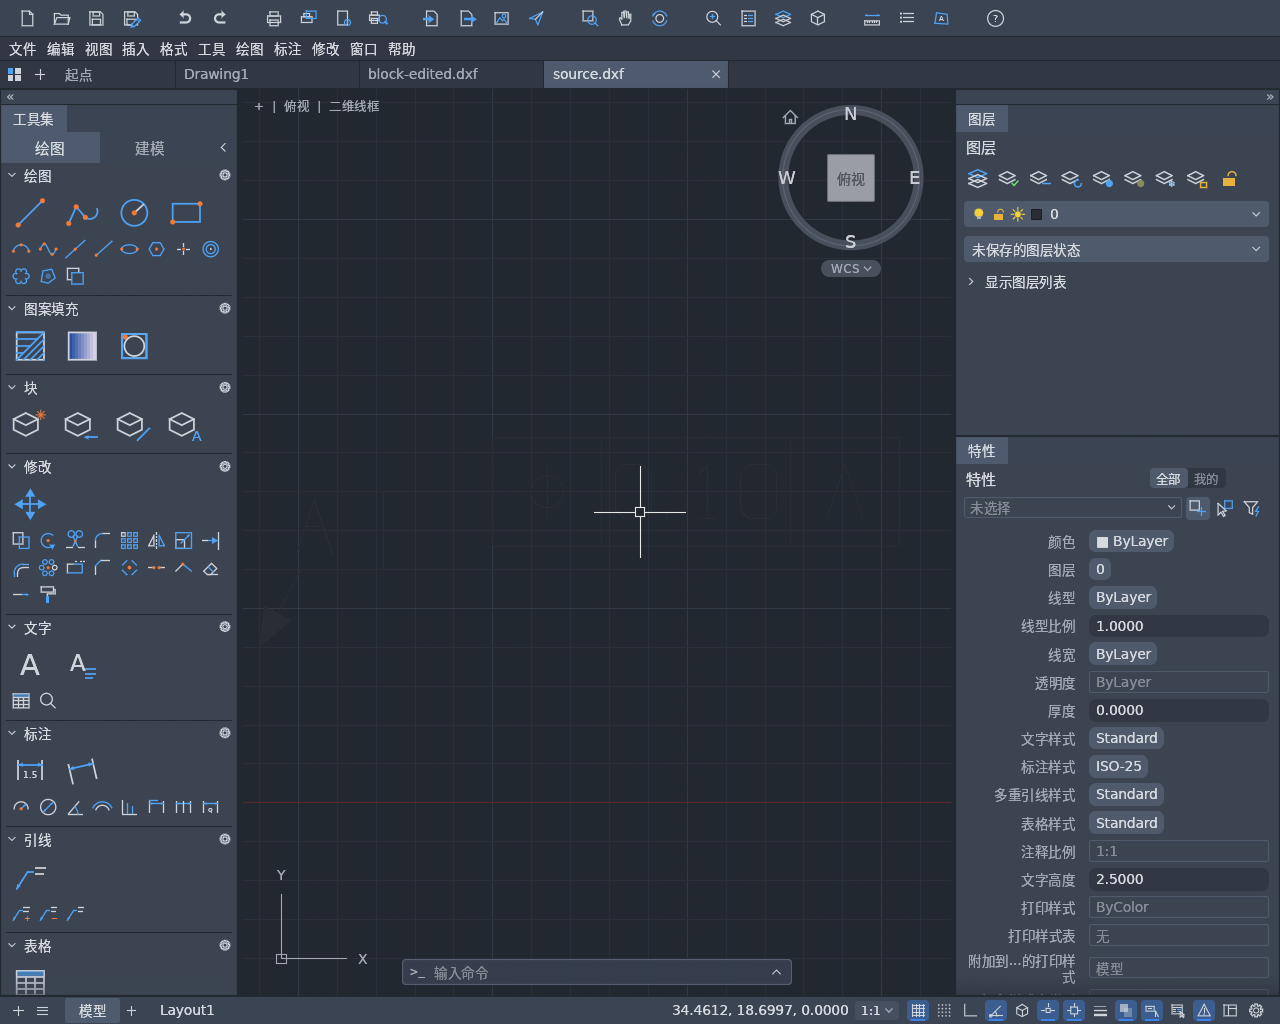 文件 编辑 视图 插入 格式 工具 绘图 标注 修改 窗口 帮助
起点 Drawing1 block-edited.dxf source.dxf
工具集
绘图 建模
绘图
图案填充
块
修改
文字
标注
1.5
引线
表格
+ | 俯视 | 二维线框
N
W 俯视 E
S
WCS
Y
X
>_ 输入命令
图层
图层
0
未保存的图层状态
显示图层列表
特性
特性 全部 我的
未选择
颜色 ByLayer
图层 0
线型 ByLayer
线型比例 1.0000
线宽 ByLayer
透明度 ByLayer
厚度 0.0000
文字样式 Standard
标注样式 ISO-25
多重引线样式 Standard
表格样式 Standard
注释比例 1:1
文字高度 2.5000
打印样式 ByColor
打印样式表 无
附加到...的打印样式 模型
模型 Layout1
34.4612, 18.6997, 0.0000 1:1